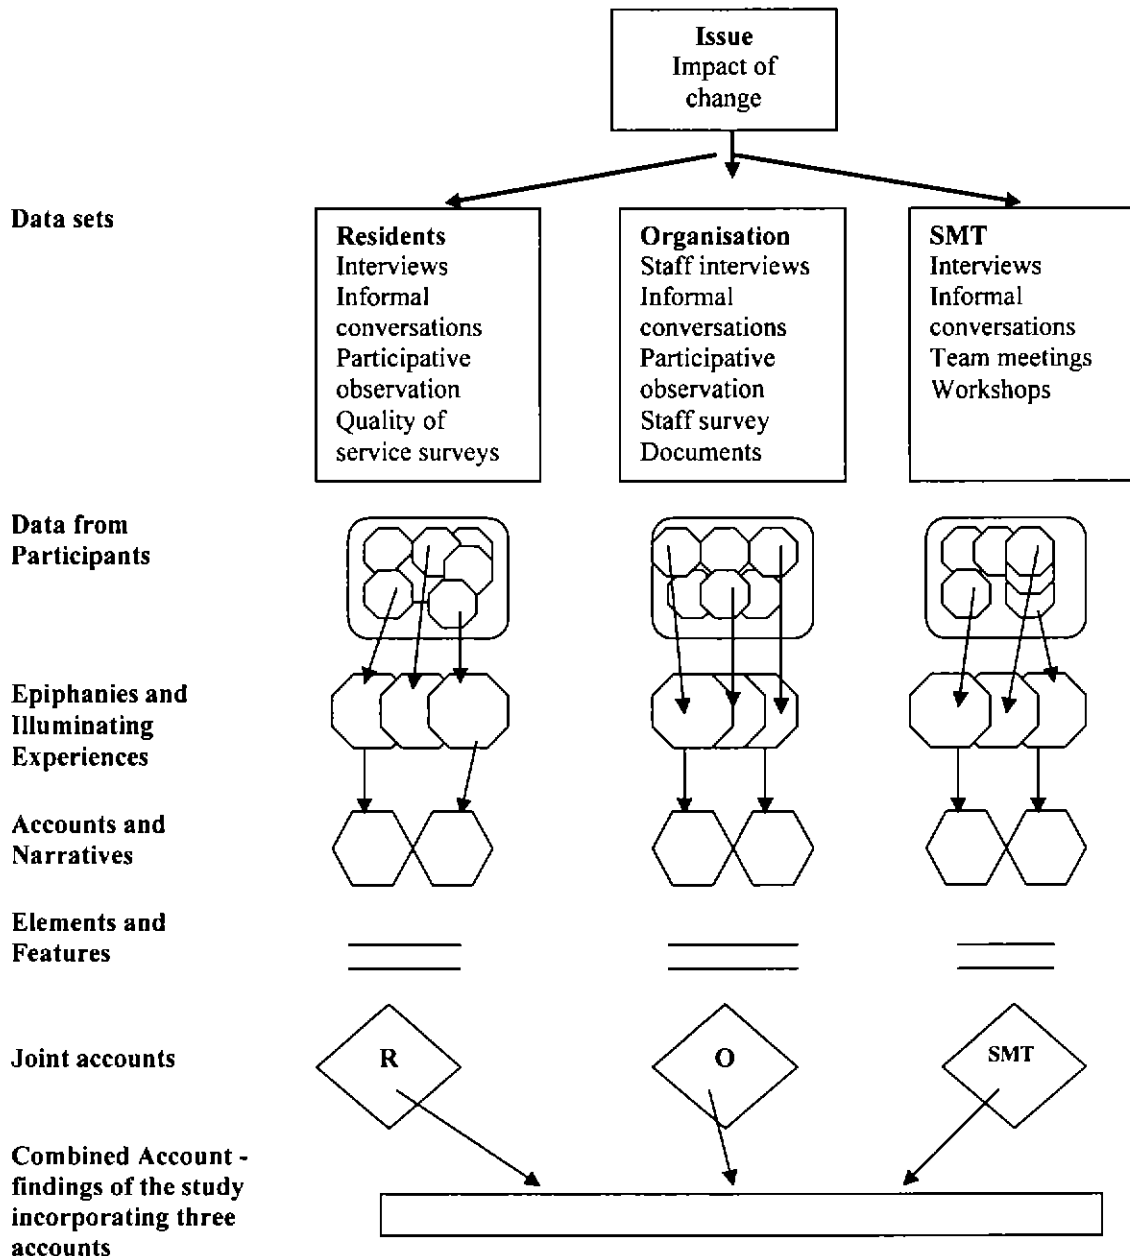 Issue
Impact of
change
Data sets
Residents
Interviews
Informal
conversations
Participative
observation
Quality of
service surveys
Organisation
Staff interviews
Informal
conversations
Participative
observation
Staff survey
Documents
SMT
Interviews
Informal
conversations
Team meetings
Workshops
Data from
Participants
Epiphanies and
Illuminating
Experiences
Accounts and
Narratives
Elements and
Features
Joint accounts
R
O
SMT
Combined Account -
findings of the study
incorporating three
accounts